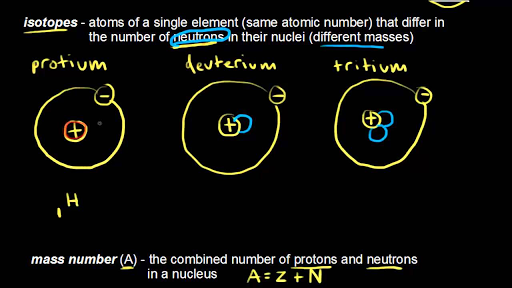 isotopes - atoms of a single element (same atomic number) that differ in
the number of neutrons in their nuclei (different masses)
protium deuterium tritium
− − −
+ + +
₁H
mass number (A) - the combined number of protons and neutrons
in a nucleus A = Z + N